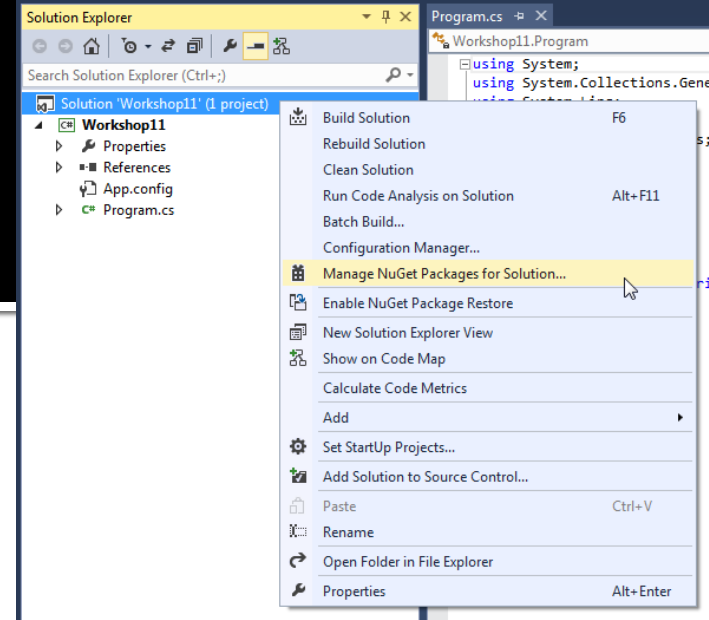 Solution Explorer
Program.cs
Workshop11.Program
Search Solution Explorer (Ctrl+;)
using System;
using System.Collections.Gene
Solution 'Workshop11' (1 project)
Workshop11
Properties
References
App.config
C# Program.cs
Build Solution F6
Rebuild Solution
Clean Solution
Run Code Analysis on Solution Alt+F11
Batch Build...
Configuration Manager...
Manage NuGet Packages for Solution...
Enable NuGet Package Restore
New Solution Explorer View
Show on Code Map
Calculate Code Metrics
Add
Set StartUp Projects...
Add Solution to Source Control...
Paste Ctrl+V
Rename
Open Folder in File Explorer
Properties Alt+Enter